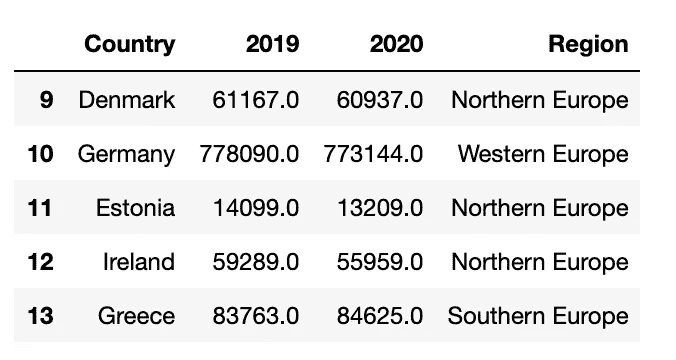 Country 2019 2020 Region
9 Denmark 61167.0 60937.0 Northern Europe
10 Germany 778090.0 773144.0 Western Europe
11 Estonia 14099.0 13209.0 Northern Europe
12 Ireland 59289.0 55959.0 Northern Europe
13 Greece 83763.0 84625.0 Southern Europe